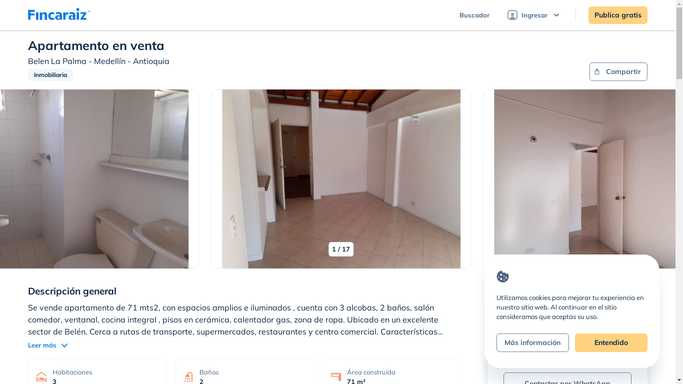 Fincaraiz
Buscador
Ingresar
Publica gratis
Apartamento en venta
Belen La Palma - Medellín - Antioquia
Inmobiliaria
Compartir
1 / 17
Descripción general
Se vende apartamento de 71 mts2, con espacios amplios e iluminados , cuenta con 3 alcobas, 2 baños, salón
comedor, ventanal, cocina integral , pisos en cerámica, calentador gas, zona de ropa. Ubicado en un excelente
sector de Belén. Cerca a rutas de transporte, supermercados, restaurantes y centro comercial. Características...
Leer más
Habitaciones
3
Baños
2
Área construida
71 m²
Utilizamos cookies para mejorar tu experiencia en
nuestro sitio web. Al continuar en el sitio
consideramos que aceptas su uso.
Más información
Entendido
Contactar por WhatsApp